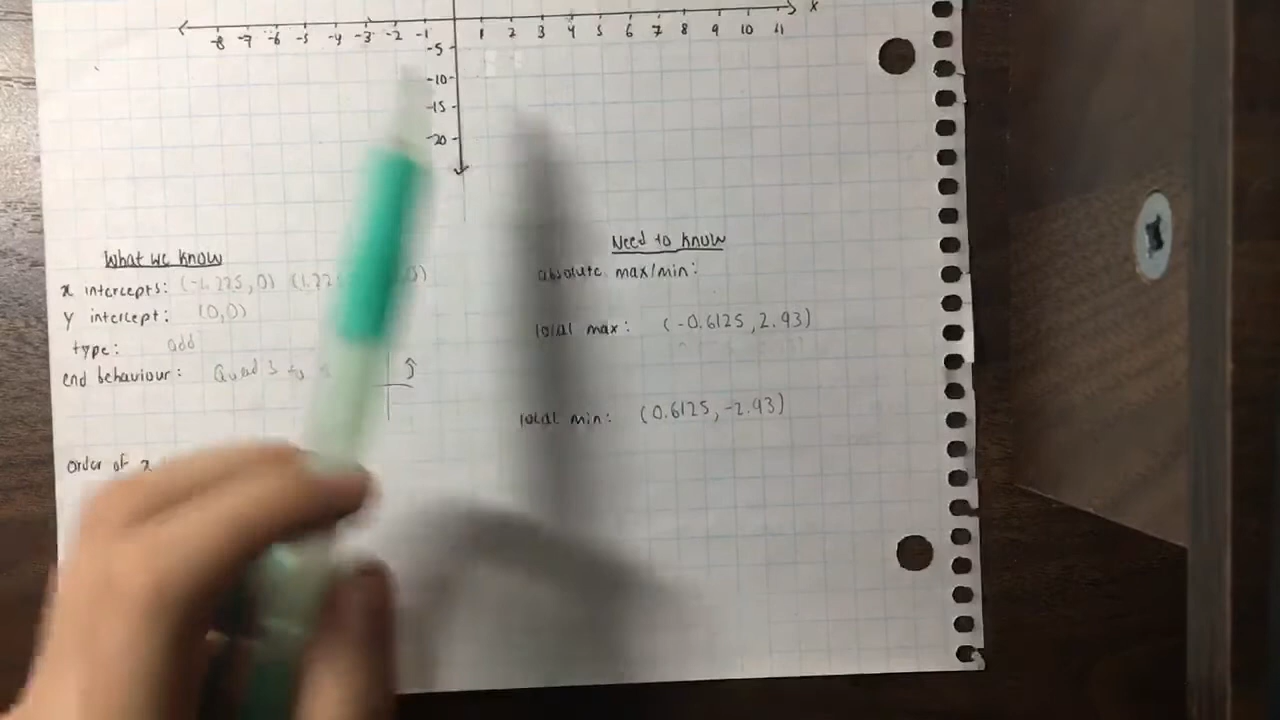 x
-8 -7 -6 -5 -4 -3 -2 -1 1 2 3 4 5 6 7 8 9 10 11
-5
-10
-15
-20
What we know
x intercepts: (-1.225,0) (1.22 0)
y intercept: (0,0)
type: odd
end behaviour: Quad 3 to
order of x
Need to know
absolute max/min:
local max: (-0.6125, 2.93)
local min: (0.6125, -2.93)